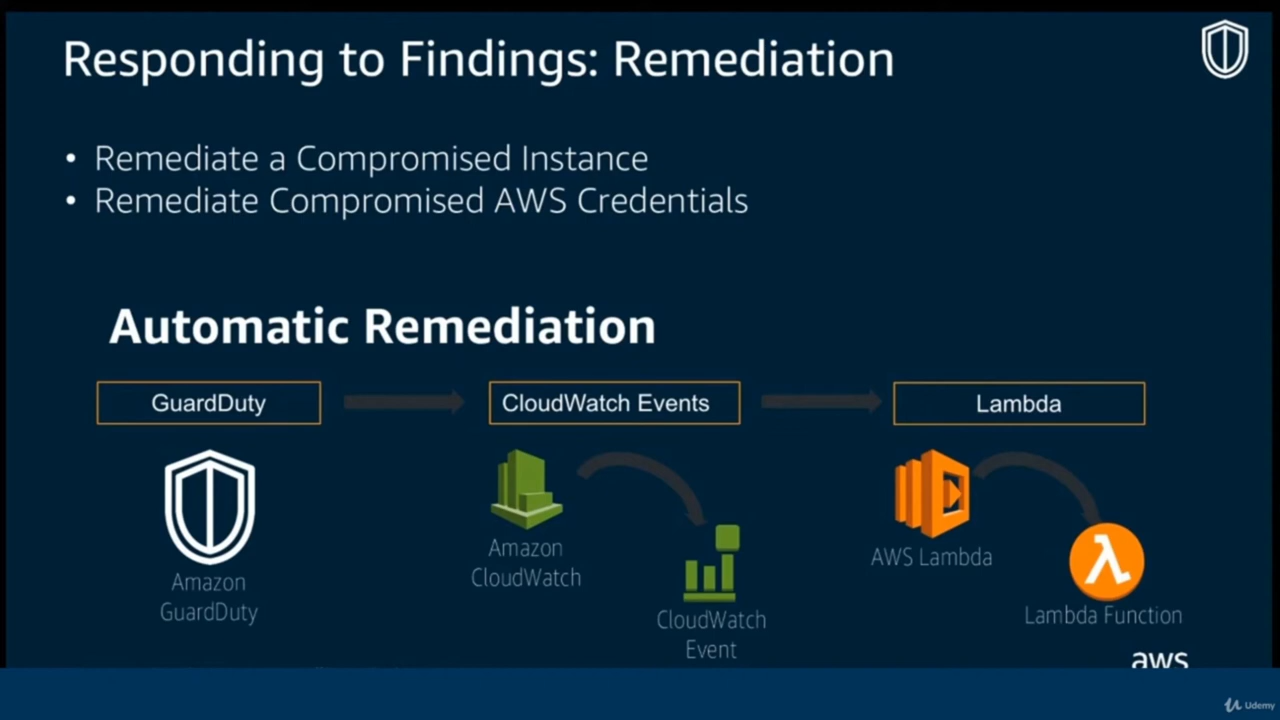 Responding to Findings: Remediation
• Remediate a Compromised Instance
• Remediate Compromised AWS Credentials
Automatic Remediation
GuardDuty
CloudWatch Events
Lambda
Amazon
GuardDuty
Amazon
CloudWatch
CloudWatch
Event
AWS Lambda
Lambda Function
aws
Udemy